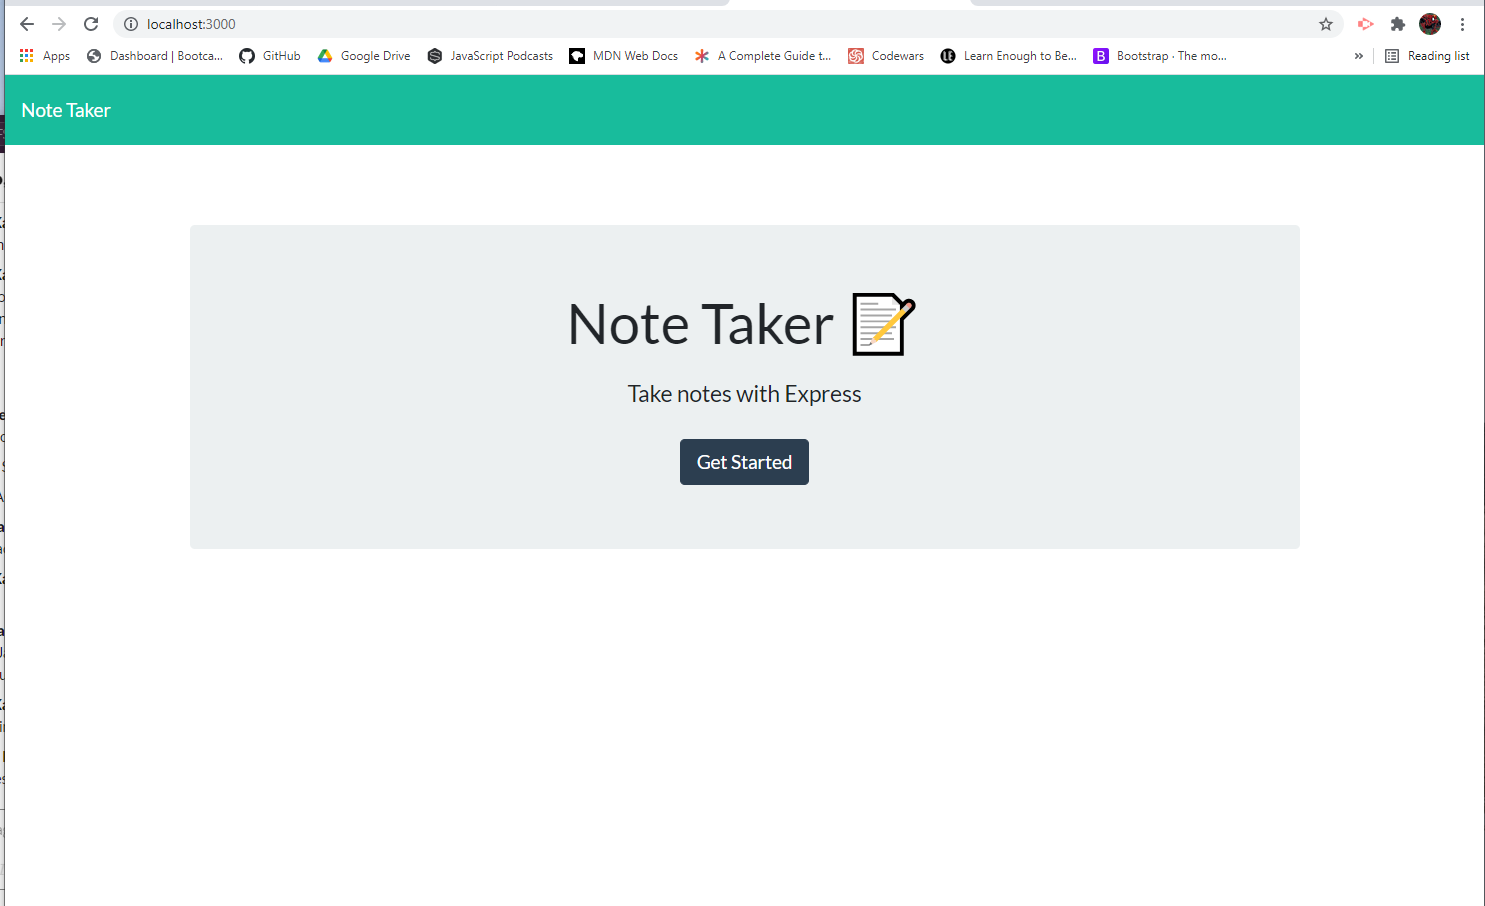 localhost:3000
Apps Dashboard | Bootca... GitHub Google Drive JavaScript Podcasts MDN Web Docs A Complete Guide t... Codewars Learn Enough to Be... B Bootstrap · The mo... » Reading list
Note Taker
Note Taker
Take notes with Express
Get Started